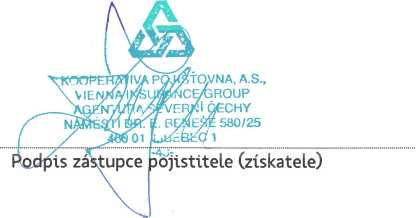 KOOPERATIVA POJIŠŤOVNA, A.S.,
VIENNA INSURANCE GROUP
AGENTURA SEVERNÍ ČECHY
NÁMĚSTÍ DR. E. BENEŠE 580/25
460 01 LIBEREC 1
Podpis zástupce pojistitele (získatele)